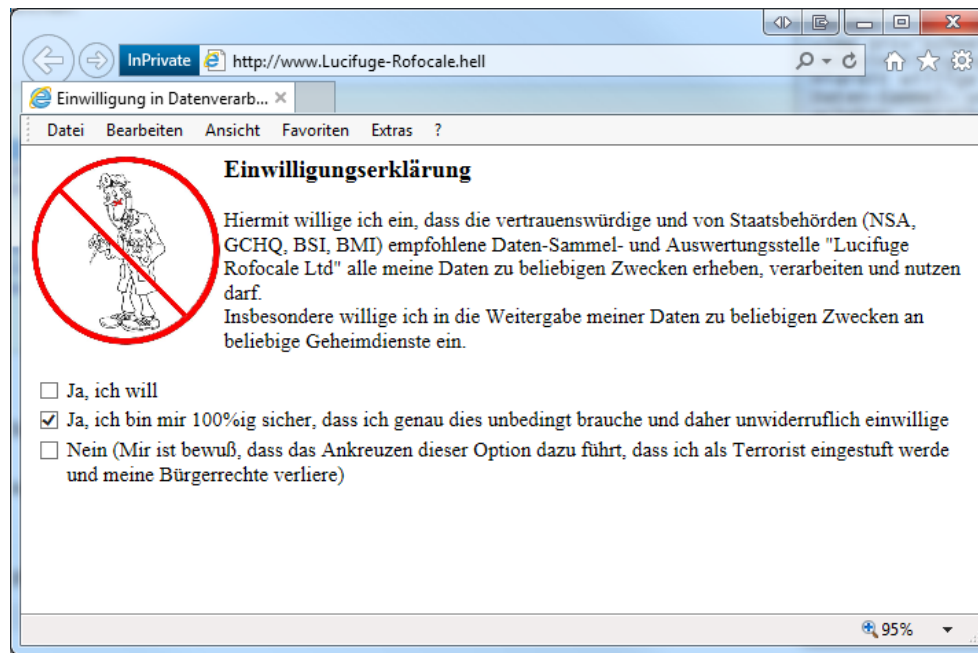 InPrivate http://www.Lucifuge-Rofocale.hell
Einwilligung in Datenverarb...
Datei Bearbeiten Ansicht Favoriten Extras ?
Einwilligungserklärung
Hiermit willige ich ein, dass die vertrauenswürdige und von Staatsbehörden (NSA,
GCHQ, BSI, BMI) empfohlene Daten-Sammel- und Auswertungsstelle "Lucifuge
Rofocale Ltd" alle meine Daten zu beliebigen Zwecken erheben, verarbeiten und nutzen
darf.
Insbesondere willige ich in die Weitergabe meiner Daten zu beliebigen Zwecken an
beliebige Geheimdienste ein.
Ja, ich will
Ja, ich bin mir 100%ig sicher, dass ich genau dies unbedingt brauche und daher unwiderruflich einwillige
Nein (Mir ist bewuß, dass das Ankreuzen dieser Option dazu führt, dass ich als Terrorist eingestuft werde
und meine Bürgerrechte verliere)
95%